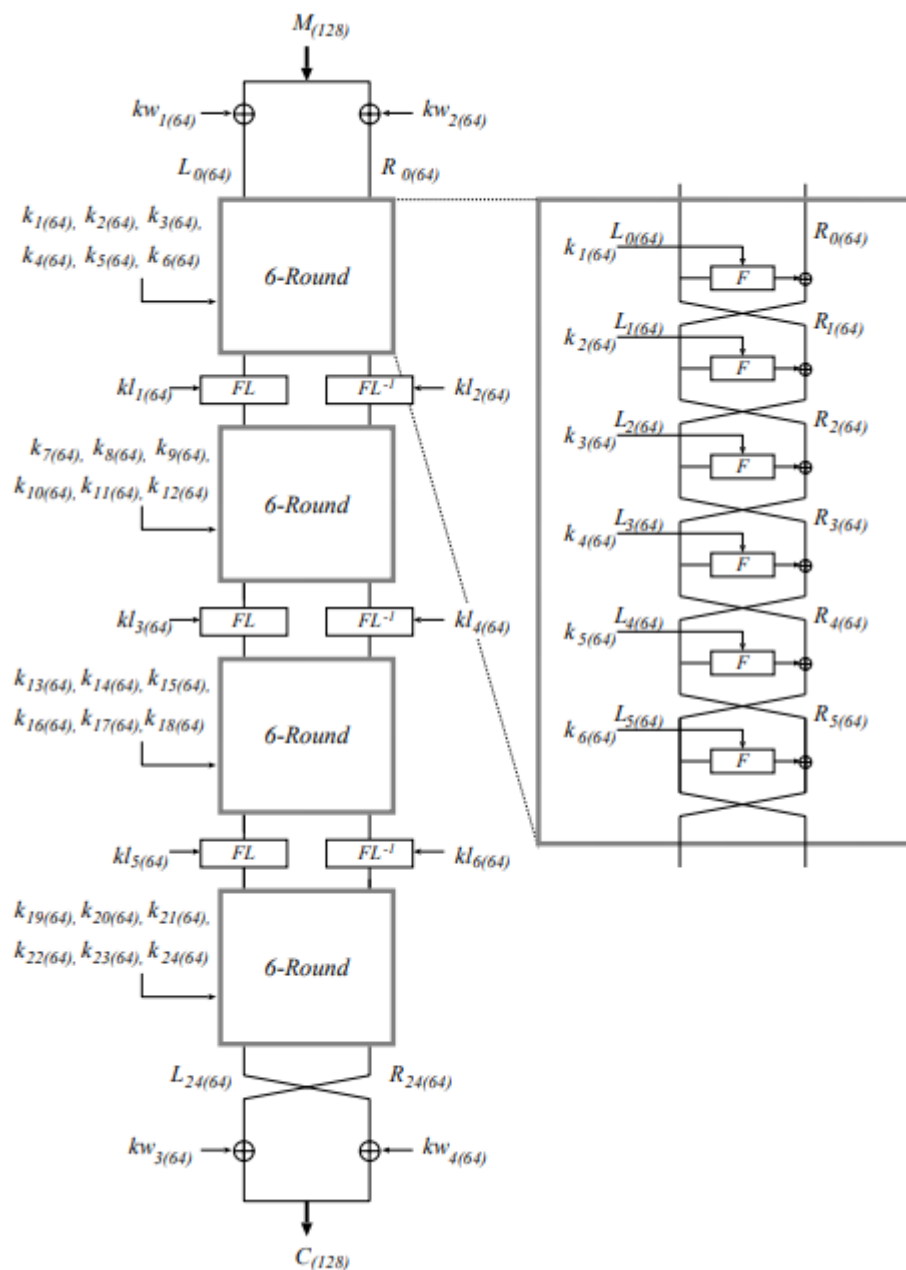 M(128)
kw1(64) kw2(64)
L0(64) R0(64)
k1(64), k2(64), k3(64),
k4(64), k5(64), k6(64)
6-Round
kl1(64) FL FL-1 kl2(64)
k7(64), k8(64), k9(64),
k10(64), k11(64), k12(64)
6-Round
kl3(64) FL FL-1 kl4(64)
k13(64), k14(64), k15(64),
k16(64), k17(64), k18(64)
6-Round
kl5(64) FL FL-1 kl6(64)
k19(64), k20(64), k21(64),
k22(64), k23(64), k24(64)
6-Round
L24(64) R24(64)
kw3(64) kw4(64)
C(128)
k1(64) L0(64) R0(64)
F
k2(64) L1(64) R1(64)
F
k3(64) L2(64) R2(64)
F
k4(64) L3(64) R3(64)
F
k5(64) L4(64) R4(64)
F
k6(64) L5(64) R5(64)
F